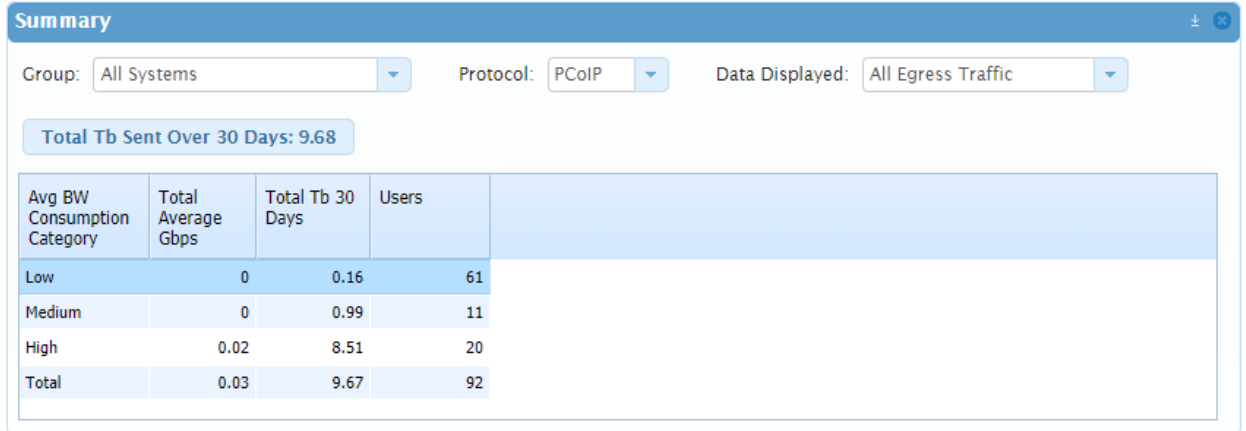 Summary
Group: All Systems Protocol: PCoIP Data Displayed: All Egress Traffic
Total Tb Sent Over 30 Days: 9.68
Avg BW Total Total Tb 30 Users
Consumption Average Days
Category Gbps
Low 0 0.16 61
Medium 0 0.99 11
High 0.02 8.51 20
Total 0.03 9.67 92